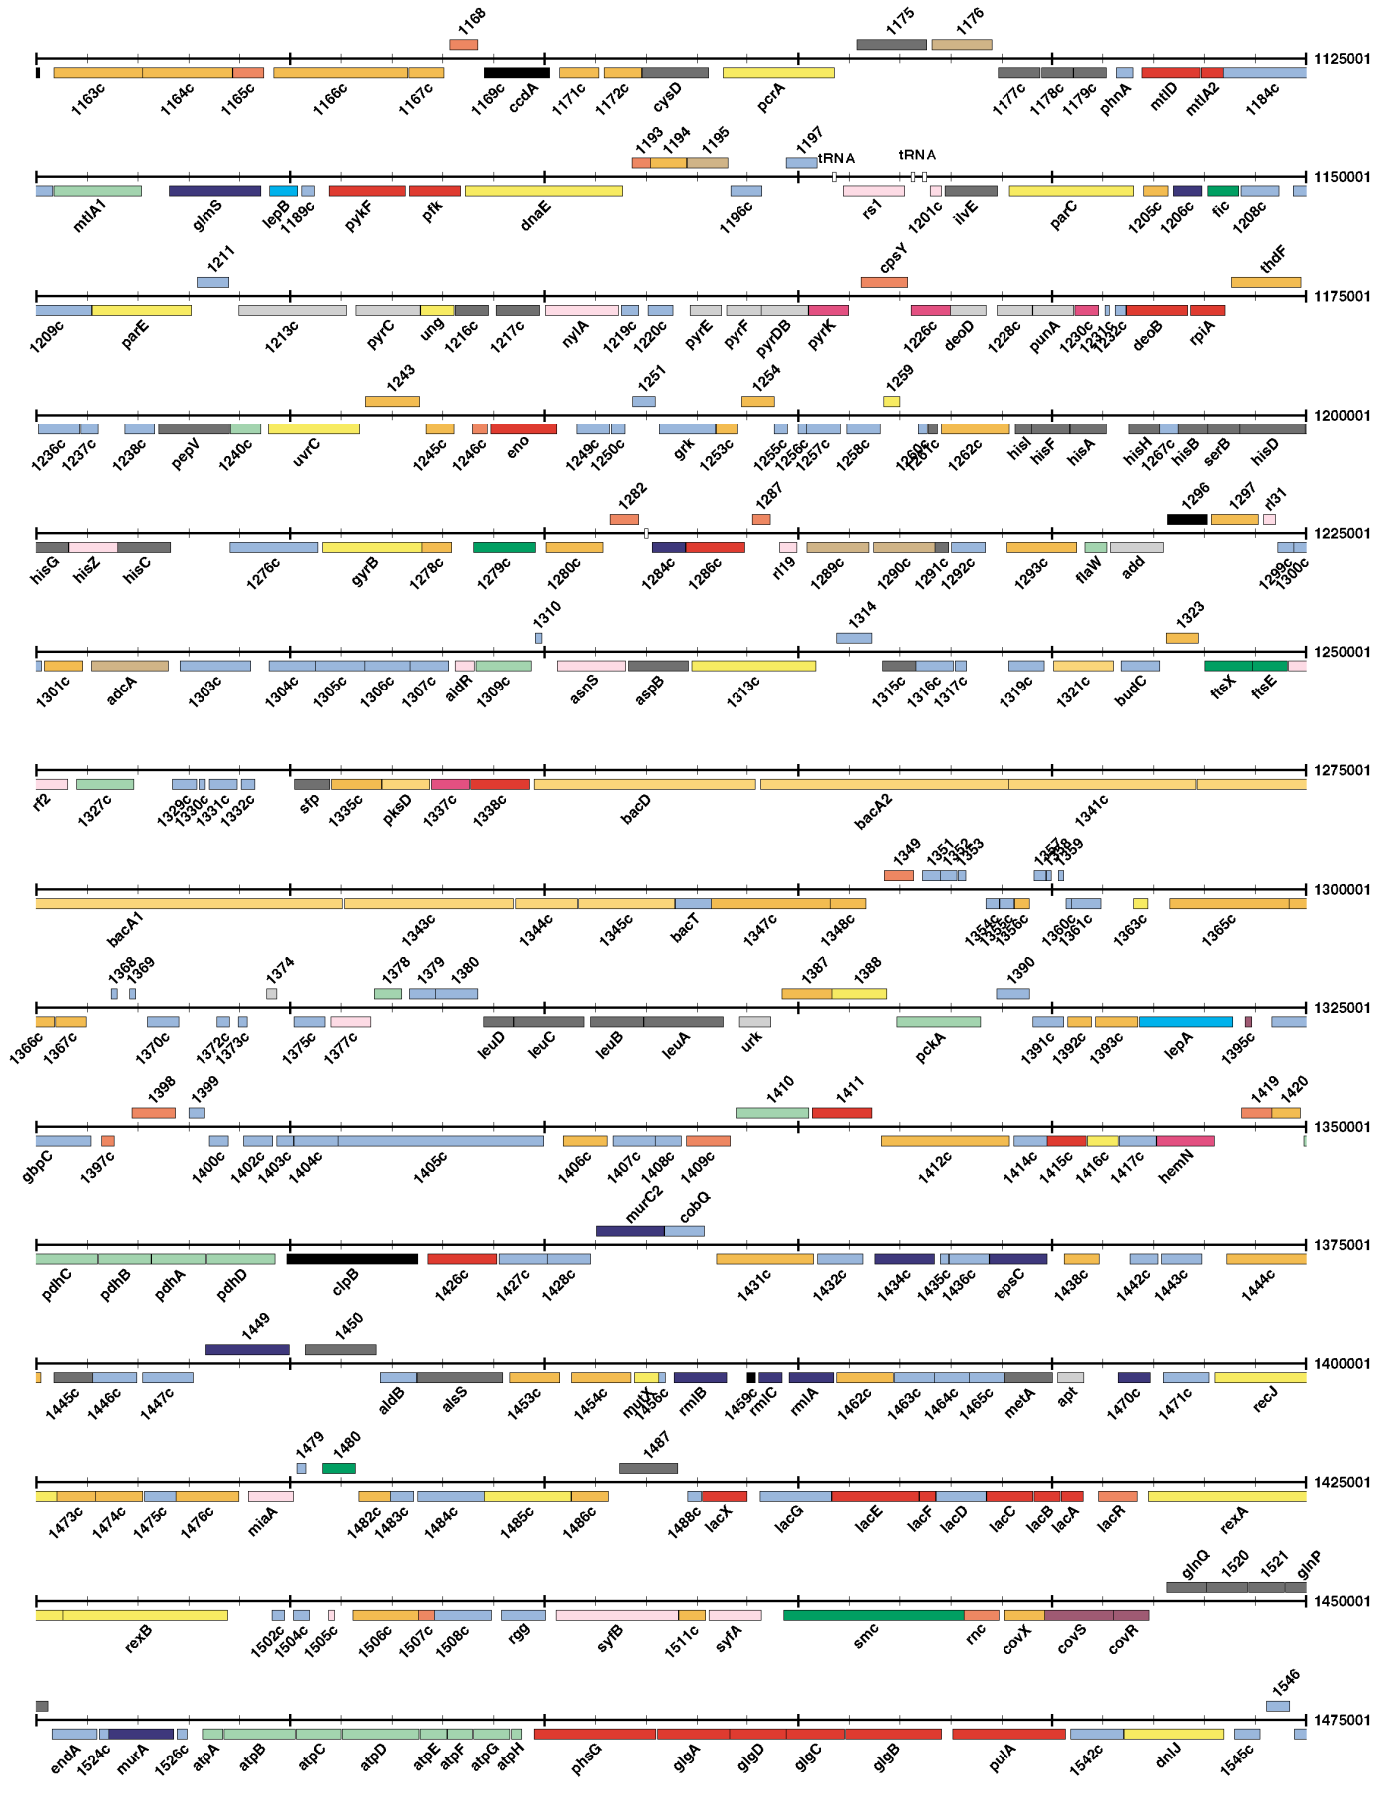 1168 1175 1176
1125001
1163c 1164c 1165c 1166c 1167c 1169c ccdA 1171c 1172c cysD pcrA 1177c 1178c 1179c phnA mtlD mtlA2 1184c
1193 1194 1195 1197 tRNA tRNA
1150001
mtlA1 glmS lepB 1189c pykF pfk dnaE 1196c rs1 1201c ilvE parC 1205c 1206c fic 1208c
1211 cpsY thdF
1175001
1209c parE 1213c pyrC ung 1216c 1217c nylA 1219c 1220c pyrE pyrF pyrDB pyrK 1226c deoD 1228c punA 1230c 1231c 1232c deoB rpiA
1243 1251 1254 1259
1200001
1236c 1237c 1238c pepV 1240c uvrC 1245c 1246c eno 1249c 1250c grk 1253c 1255c 1256c 1257c 1258c 1260c 1261c 1262c hisI hisF hisA hisH 1267c hisB serB hisD
1282 1287 1296 1297 rl31
1225001
hisG hisZ hisC 1276c gyrB 1278c 1279c 1280c 1284c 1286c rl19 1289c 1290c 1291c 1292c 1293c flaW add 1299c 1300c
1310 1314 1323
1250001
1301c adcA 1303c 1304c 1305c 1306c 1307c aldR 1309c asnS aspB 1313c 1315c 1316c 1317c 1319c 1321c budC ftsX ftsE
1275001
rf2 1327c 1329c 1330c 1331c 1332c sfp 1335c pksD 1337c 1338c bacD bacA2 1341c
1349 1351 1352 1353 1357 1358 1359
1300001
bacA1 1343c 1344c 1345c bacT 1347c 1348c 1354c 1355c 1356c 1360c 1361c 1363c 1365c
1368 1369 1374 1378 1379 1380 1387 1388 1390
1325001
1366c 1367c 1370c 1372c 1373c 1375c 1377c leuD leuC leuB leuA urk pckA 1391c 1392c 1393c lepA 1395c
1398 1399 1410 1411 1419 1420
1350001
gbpC 1397c 1400c 1402c 1403c 1404c 1405c 1406c 1407c 1408c 1409c 1412c 1414c 1415c 1416c 1417c hemN
murC2 cobQ
1375001
pdhC pdhB pdhA pdhD clpB 1426c 1427c 1428c 1431c 1432c 1434c 1435c 1436c epsC 1438c 1442c 1443c 1444c
1449 1450
1400001
1445c 1446c 1447c aldB alsS 1453c 1454c mutX 1456c rmlB 1459c rmlC rmlA 1462c 1463c 1464c 1465c metA apt 1470c 1471c recJ
1479 1480 1487
1425001
1473c 1474c 1475c 1476c miaA 1482c 1483c 1484c 1485c 1486c 1488c lacX lacG lacE lacF lacD lacC lacB lacA lacR rexA
glnQ 1520 1521 glnP
1450001
rexB 1502c 1504c 1505c 1506c 1507c 1508c rgg syfB 1511c syfA smc rnc covX covS covR
1546
1475001
endA 1524c murA 1526c atpA atpB atpC atpD atpE atpF atpG atpH phsG glgA glgD glgC glgB pulA 1542c dnlJ 1545c